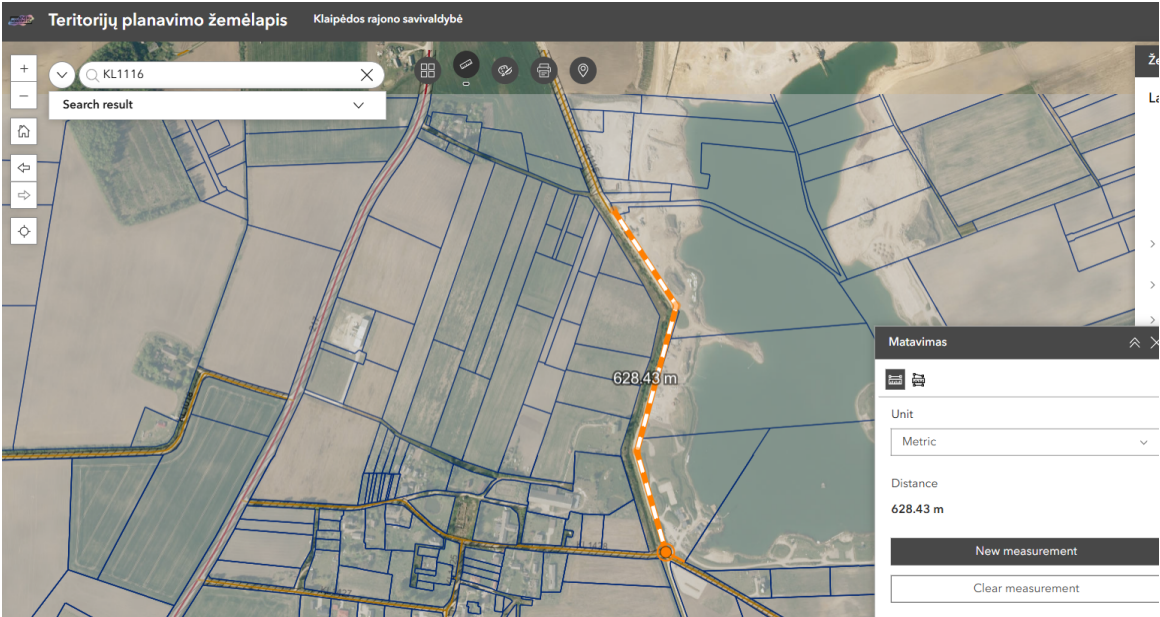 Teritorijų planavimo žemėlapis
Klaipėdos rajono savivaldybė
KL1116
Search result
628.43 m
Matavimas
Unit
Metric
Distance
628.43 m
New measurement
Clear measurement